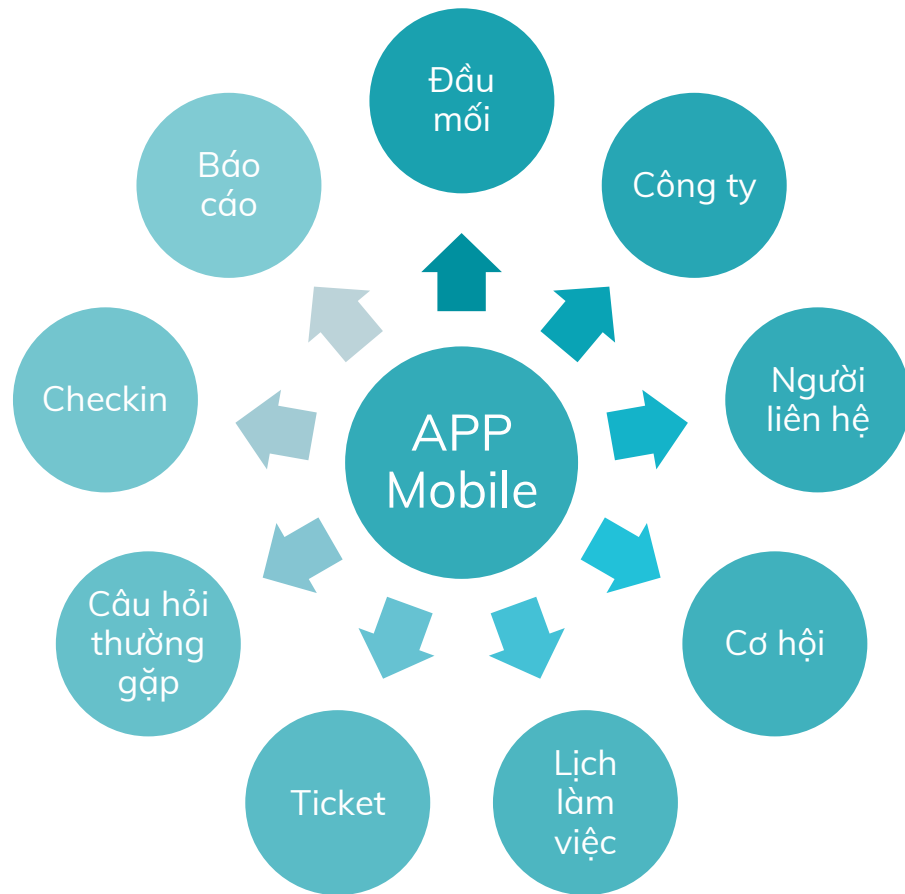 Đầu
mối
Công ty
Người
liên hệ
Cơ hội
Lịch
làm
việc
Ticket
Câu hỏi
thường
gặp
Checkin
Báo
cáo
APP
Mobile